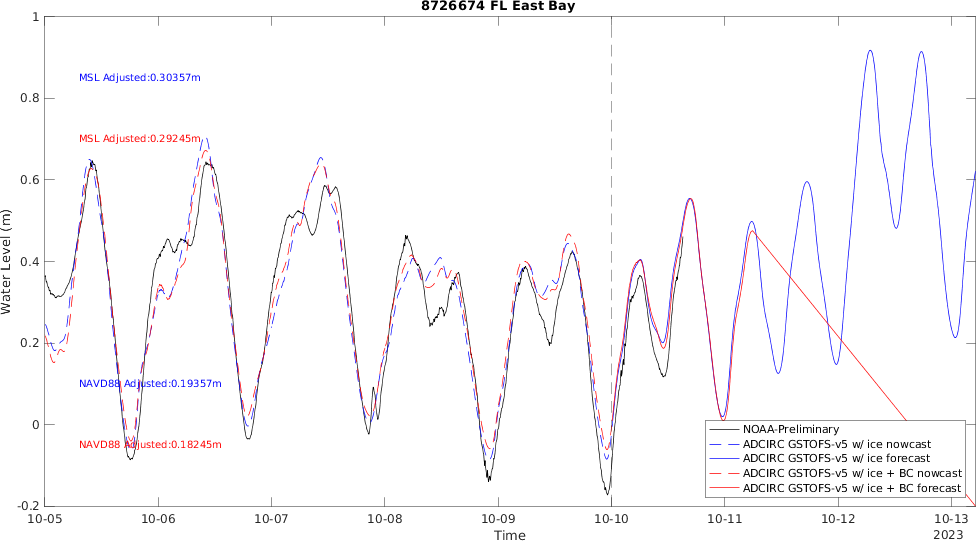 8726674 FL East Bay
1
0.8
0.6
0.4
0.2
0
-0.2
Water Level (m)
MSL Adjusted:0.30357m
MSL Adjusted:0.29245m
NAVD88 Adjusted:0.19357m
NAVD88 Adjusted:0.18245m
NOAA-Preliminary
ADCIRC GSTOFS-v5 w/ ice nowcast
ADCIRC GSTOFS-v5 w/ ice forecast
ADCIRC GSTOFS-v5 w/ ice + BC nowcast
ADCIRC GSTOFS-v5 w/ ice + BC forecast
10-05 10-06 10-07 10-08 10-09 10-10 10-11 10-12 10-13
Time 2023